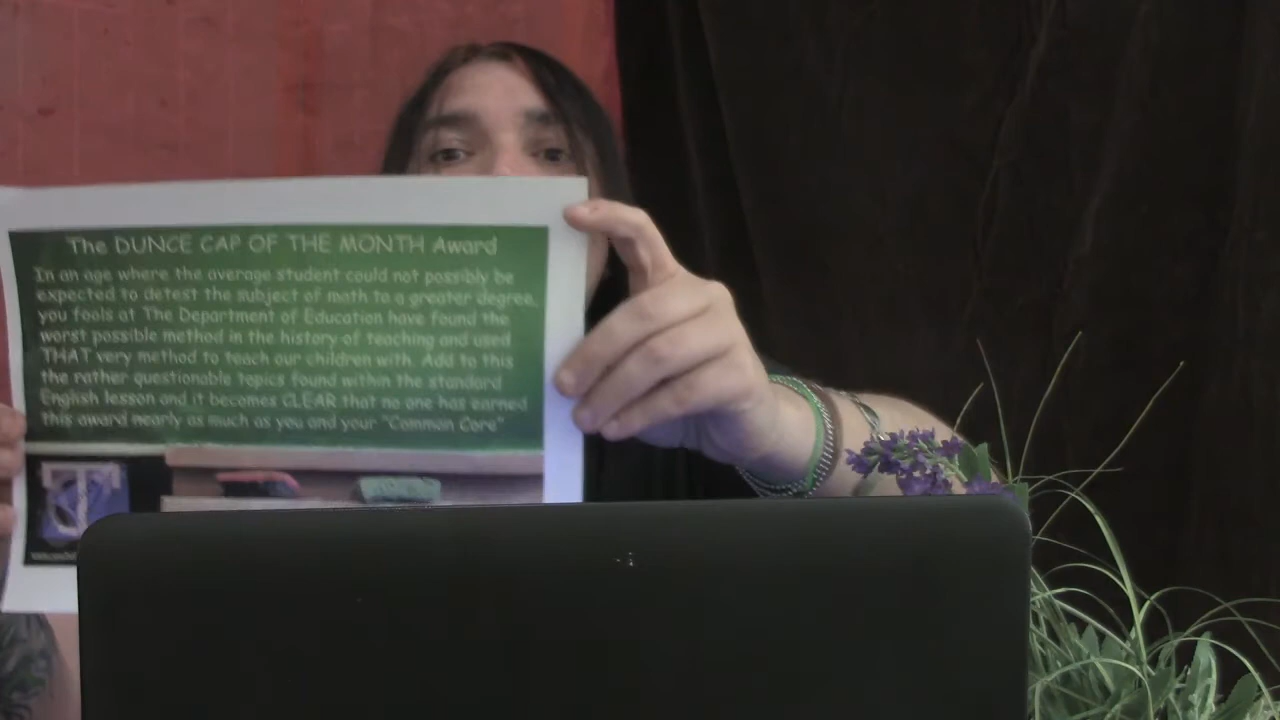 The DUNCE CAP OF THE MONTH Award
In an age where the average student could not possibly be
expected to detest the subject of math to a greater degree,
you fools at The Department of Education have found the
worst possible method in the history of teaching and used
THAT very method to teach our children with. Add to this
the rather questionable topics found within the standard
English lesson and it becomes CLEAR that no one has earned
this award nearly as much as you and your "Common Core"